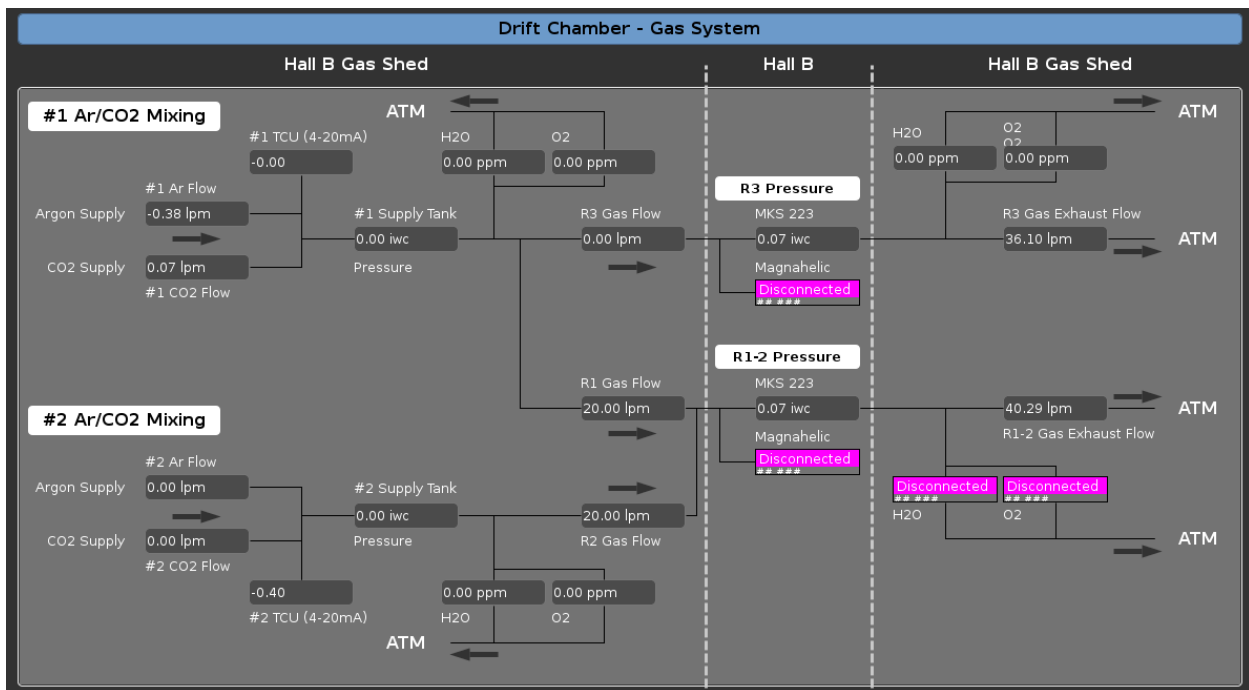 Drift Chamber - Gas System
Hall B Gas Shed
Hall B
Hall B Gas Shed
#1 Ar/CO2 Mixing
#1 TCU (4-20mA)
-0.00
#1 Ar Flow
Argon Supply
-0.38 lpm
CO2 Supply
0.07 lpm
#1 CO2 Flow
#1 Supply Tank
0.00 iwc
Pressure
ATM
H2O
O2
0.00 ppm
0.00 ppm
R3 Gas Flow
0.00 lpm
R3 Pressure
MKS 223
0.07 iwc
Magnahelic
Disconnected
## ###
H2O
O2
O2
0.00 ppm
0.00 ppm
ATM
R3 Gas Exhaust Flow
36.10 lpm
ATM
R1 Gas Flow
20.00 lpm
R1-2 Pressure
MKS 223
0.07 iwc
Magnahelic
Disconnected
## ###
40.29 lpm
ATM
R1-2 Gas Exhaust Flow
#2 Ar/CO2 Mixing
#2 Ar Flow
Argon Supply
0.00 lpm
CO2 Supply
0.00 lpm
#2 CO2 Flow
-0.40
#2 TCU (4-20mA)
#2 Supply Tank
0.00 iwc
Pressure
20.00 lpm
R2 Gas Flow
0.00 ppm
0.00 ppm
H2O
O2
ATM
Disconnected
## ###
Disconnected
## ###
H2O
O2
ATM